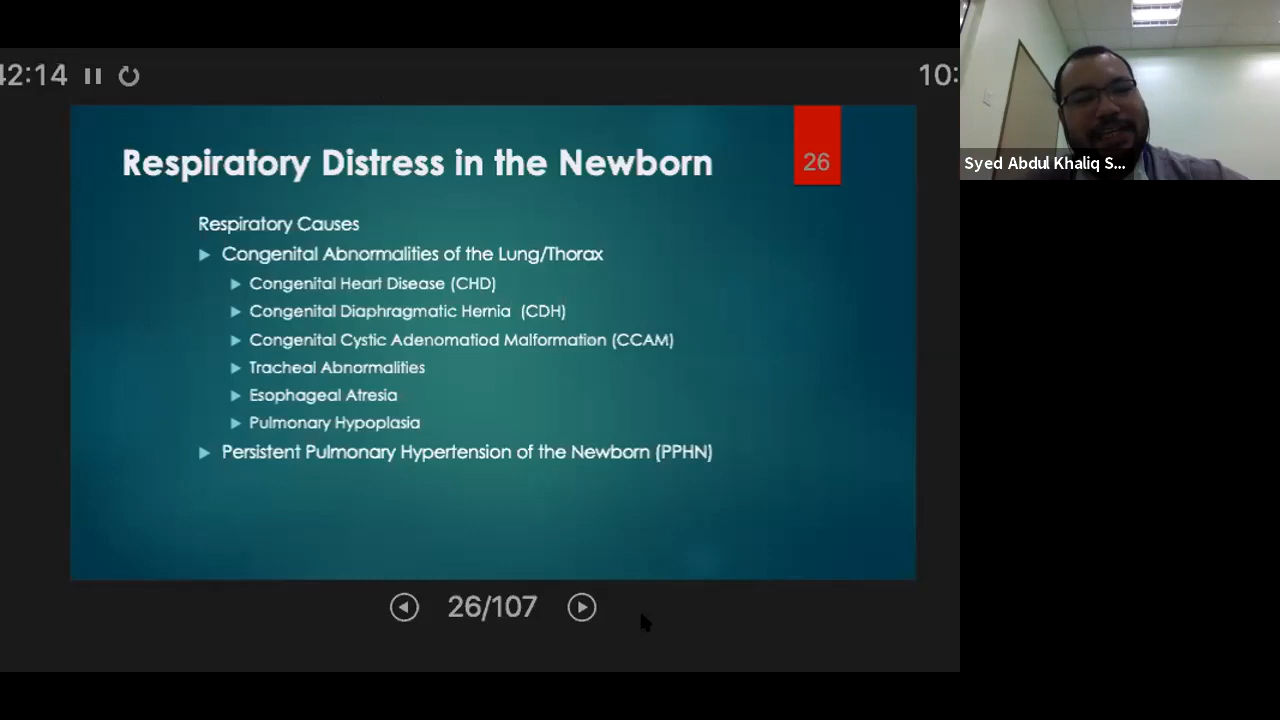 42:14
10:
Respiratory Distress in the Newborn
26
Respiratory Causes
Congenital Abnormalities of the Lung/Thorax
Congenital Heart Disease (CHD)
Congenital Diaphragmatic Hernia (CDH)
Congenital Cystic Adenomatiod Malformation (CCAM)
Tracheal Abnormalities
Esophageal Atresia
Pulmonary Hypoplasia
Persistent Pulmonary Hypertension of the Newborn (PPHN)
26/107
Syed Abdul Khaliq S...